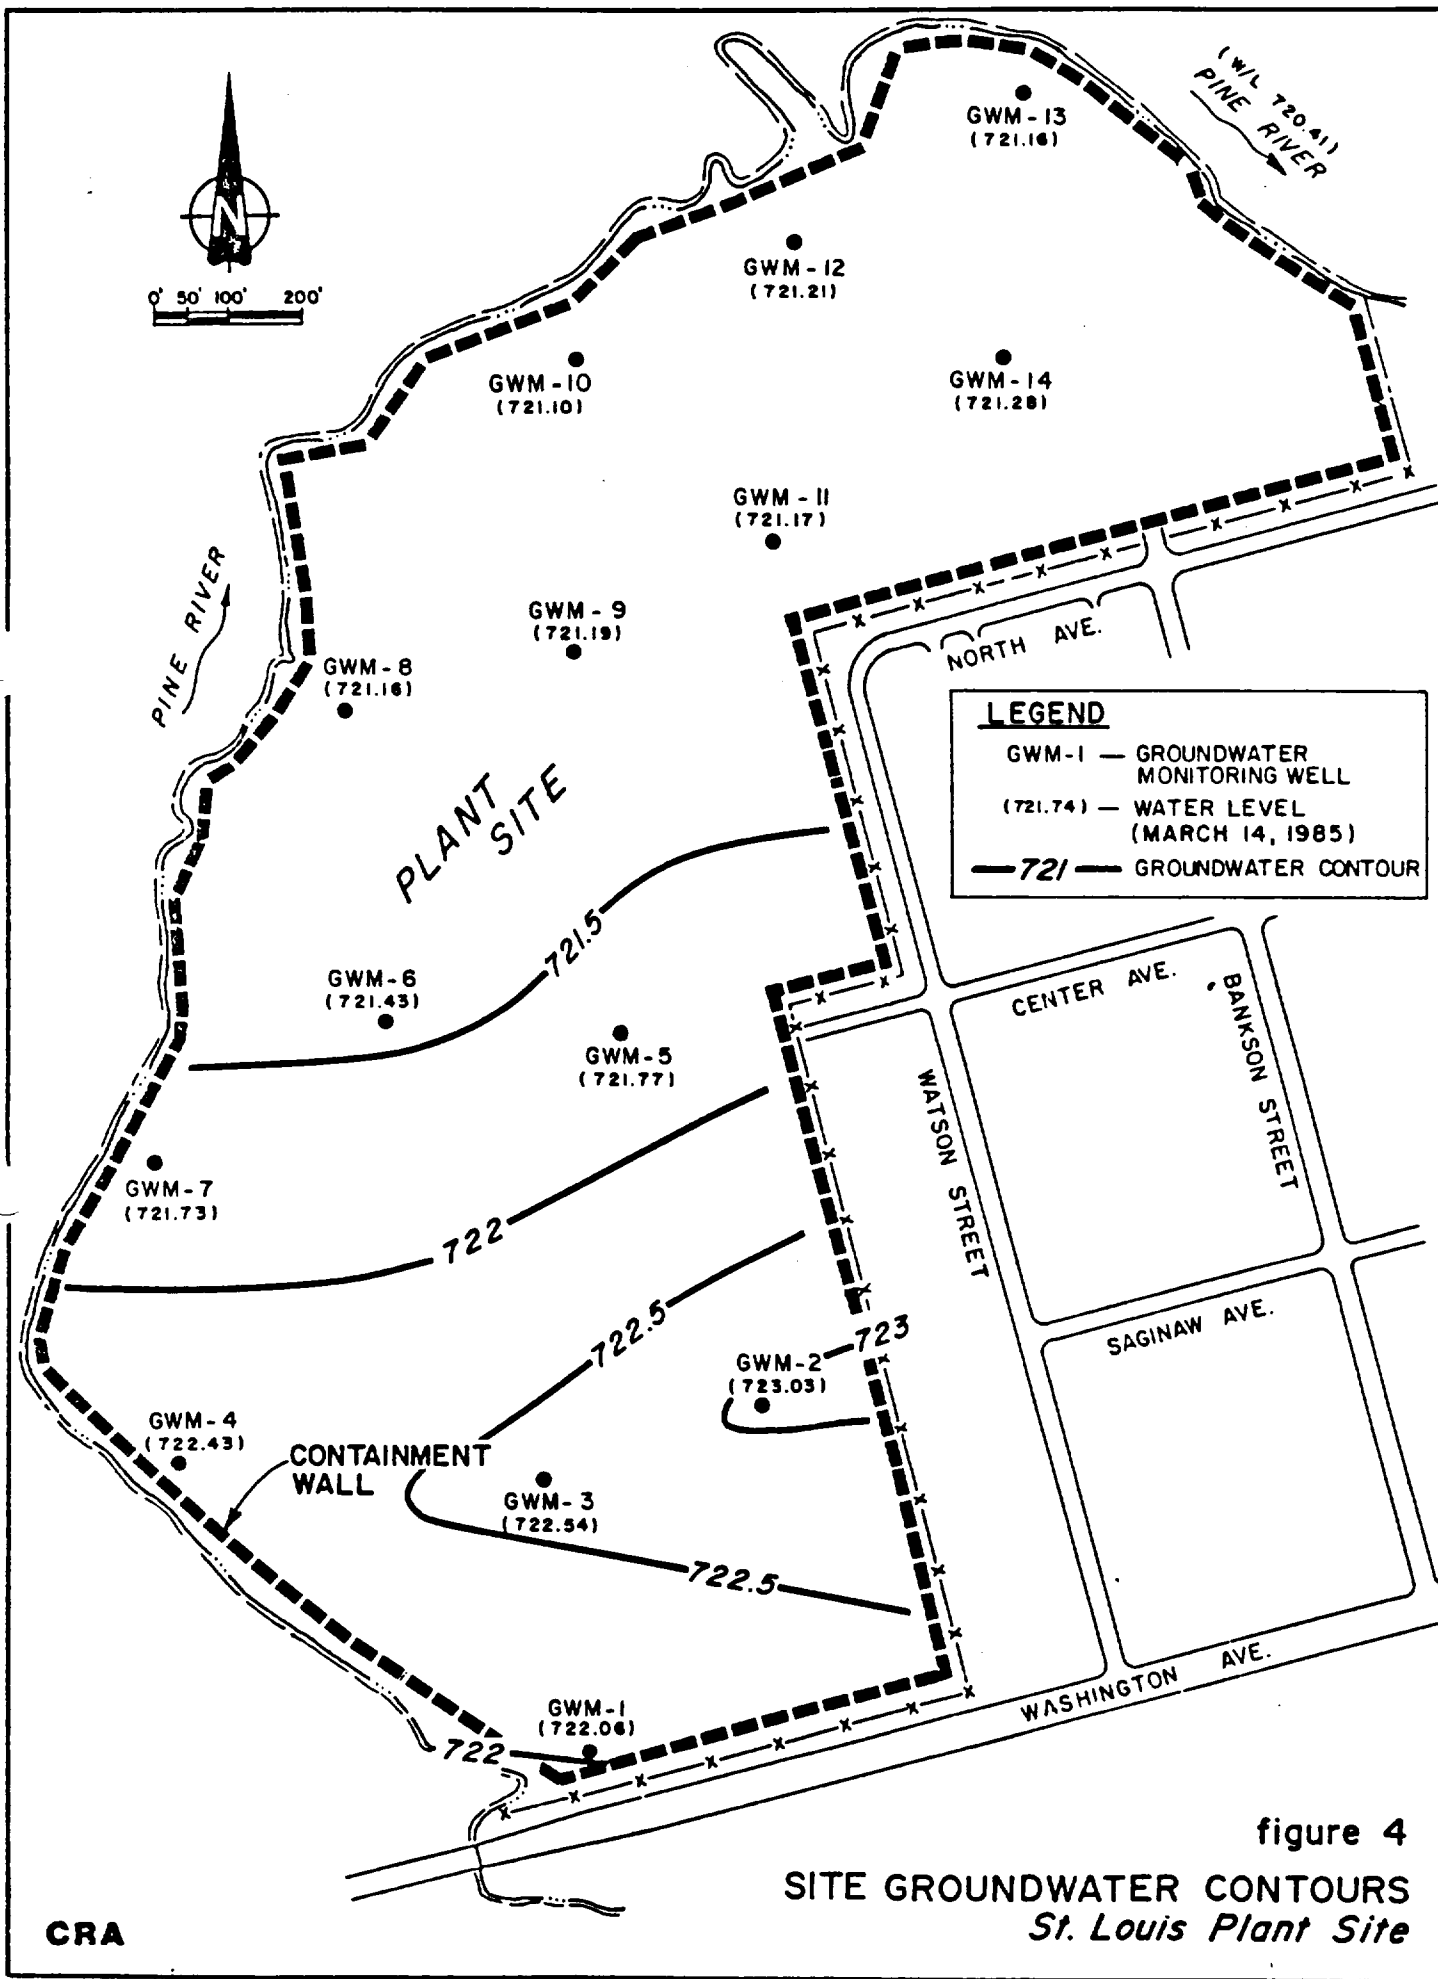 (W/L 720.41)
PINE RIVER
GWM-13
(721.16)
N
0' 50' 100' 200'
GWM-12
(721.21)
GWM-10
(721.10)
GWM-14
(721.28)
GWM-11
(721.17)
GWM-9
(721.19)
PINE RIVER
GWM-8
(721.16)
NORTH AVE.
LEGEND
GWM-1 — GROUNDWATER
MONITORING WELL
(721.74) — WATER LEVEL
(MARCH 14, 1985)
721 GROUNDWATER CONTOUR
PLANT
SITE
721.5
GWM-6
(721.43)
CENTER AVE.
BANKSON STREET
GWM-5
(721.77)
WATSON STREET
GWM-7
(721.73)
722
722.5
723
SAGINAW AVE.
GWM-2
(723.03)
GWM-4
(722.43)
CONTAINMENT
WALL
GWM-3
(722.54)
722.5
GWM-1
(722.06)
722
WASHINGTON AVE.
figure 4
SITE GROUNDWATER CONTOURS
St. Louis Plant Site
CRA